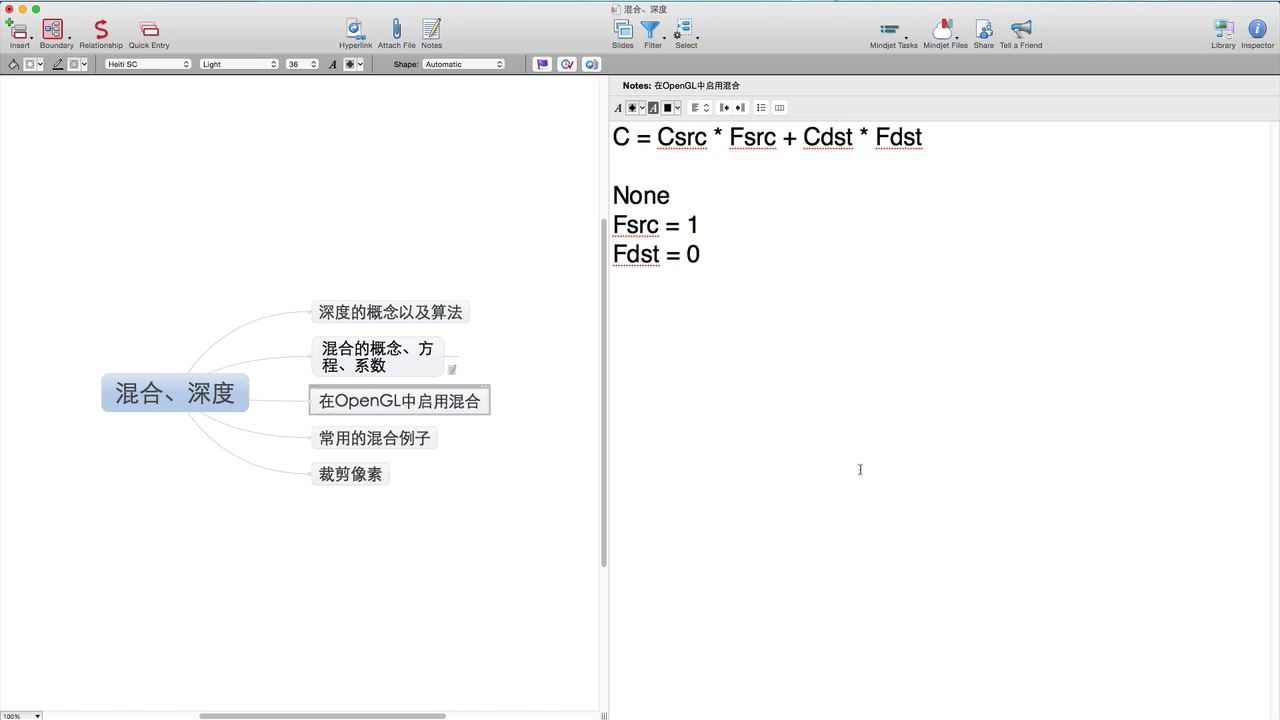 混合、深度
Insert
Boundary
Relationship
Quick Entry
Hyperlink
Attach File
Notes
Slides
Filter
Select
Mindjet Tasks
Mindjet Files
Share
Tell a Friend
Library
Inspector
Heiti SC
Light
36
A
Shape:
Automatic
Notes: 在OpenGL中启用混合
A
A
C = Csrc * Fsrc + Cdst * Fdst
None
Fsrc = 1
Fdst = 0
深度的概念以及算法
混合的概念、方
程、系数
混合、深度
在OpenGL中启用混合
常用的混合例子
裁剪像素
100%